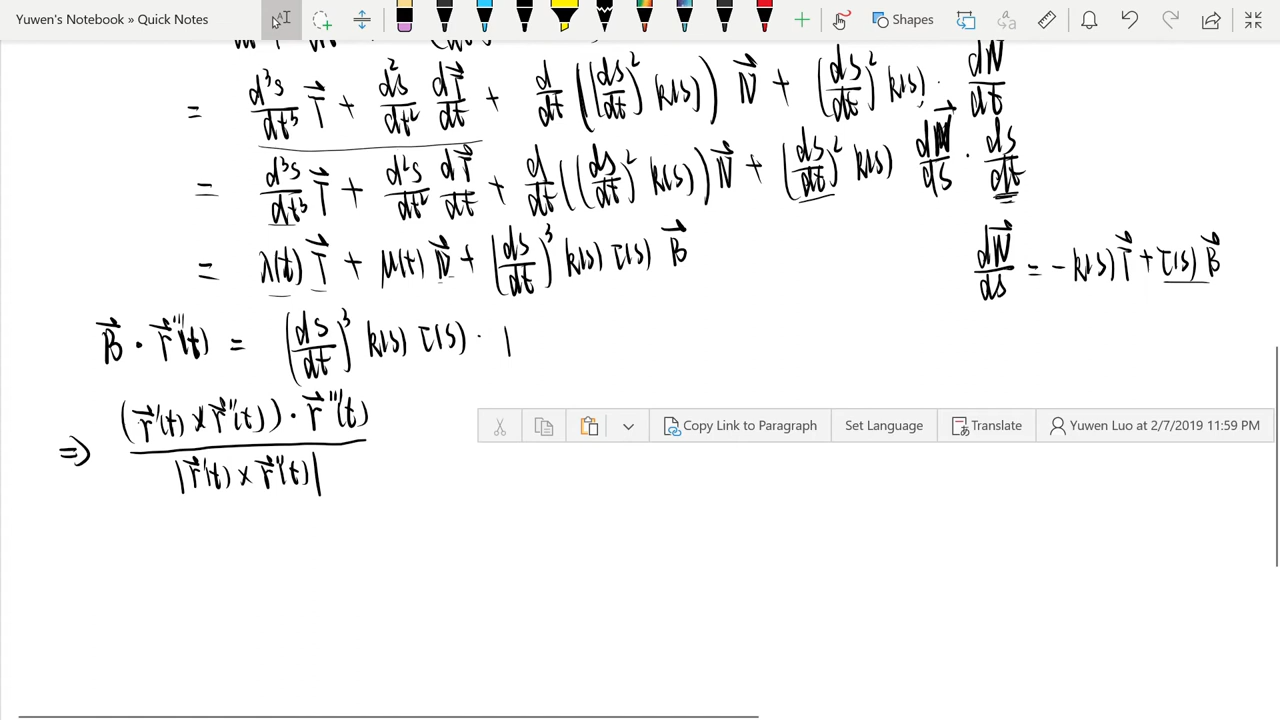 Yuwen's Notebook » Quick Notes
Shapes
= d³s/dt³ T⃗ + d²s/dt² dT⃗/dt + d/dt((ds/dt)² k(s)) N⃗ + (ds/dt)² k(s) · dN⃗/dt
= d³s/dt³ T⃗ + d²s/dt² dT⃗/dt + d/dt((ds/dt)² k(s)) N⃗ + (ds/dt)² k(s) dN⃗/ds · ds/dt
= λ(t) T⃗ + μ(t) N⃗ + (ds/dt)³ k(s) τ(s) B⃗
dN⃗/ds = -k(s) T⃗ + τ(s) B⃗
B⃗ · r⃗'''(t) = (ds/dt)³ k(s) τ(s) · 1
⇒ (r⃗'(t) × r⃗''(t)) · r⃗'''(t) / |r⃗'(t) × r⃗''(t)|
Copy Link to Paragraph Set Language Translate Yuwen Luo at 2/7/2019 11:59 PM